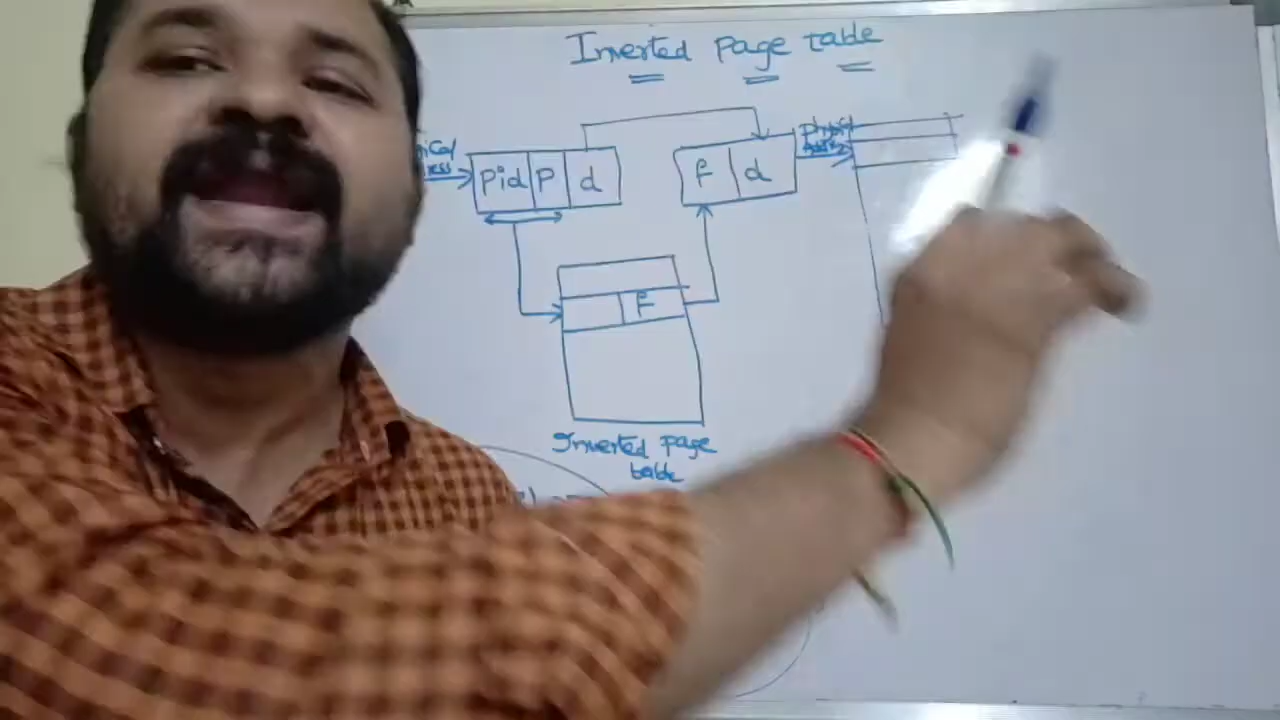 Inverted page table
pid p d
f d
f
Inverted page
table